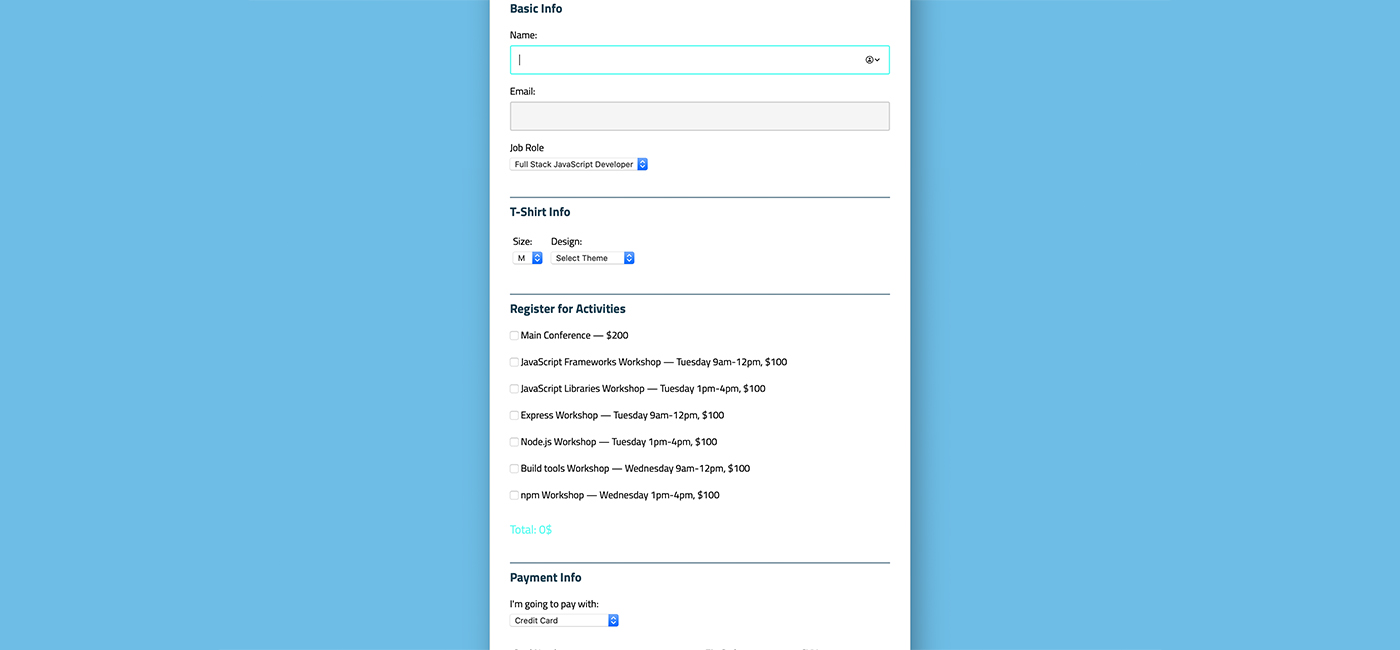 Basic Info
Name:
Email:
Job Role
Full Stack JavaScript Developer
T-Shirt Info
Size: Design:
M Select Theme
Register for Activities
Main Conference — $200
JavaScript Frameworks Workshop — Tuesday 9am-12pm, $100
JavaScript Libraries Workshop — Tuesday 1pm-4pm, $100
Express Workshop — Tuesday 9am-12pm, $100
Node.js Workshop — Tuesday 1pm-4pm, $100
Build tools Workshop — Wednesday 9am-12pm, $100
npm Workshop — Wednesday 1pm-4pm, $100
Total: 0$
Payment Info
I'm going to pay with:
Credit Card